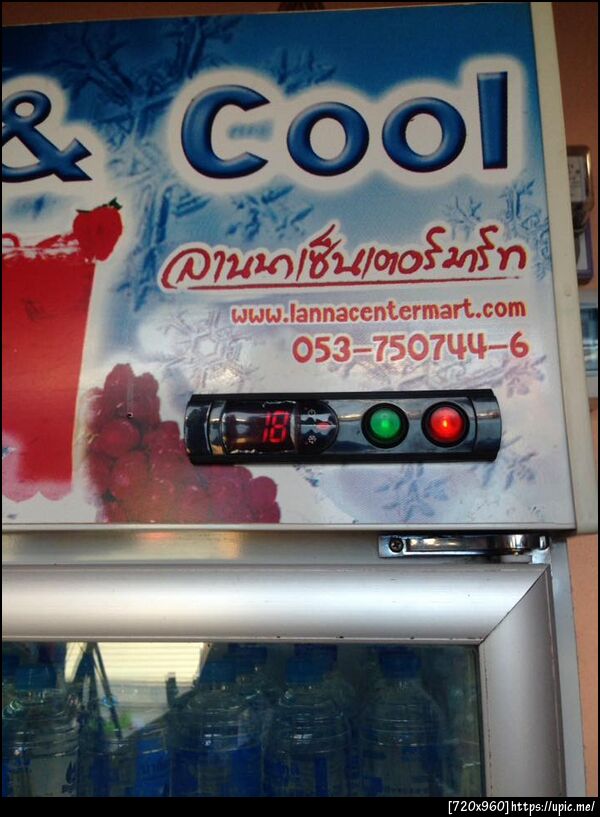 & Cool
ลานนาเซ็นเตอร์มาร์ท
www.lannacentermart.com
053-750744-6
18
[720x960]https://upic.me/